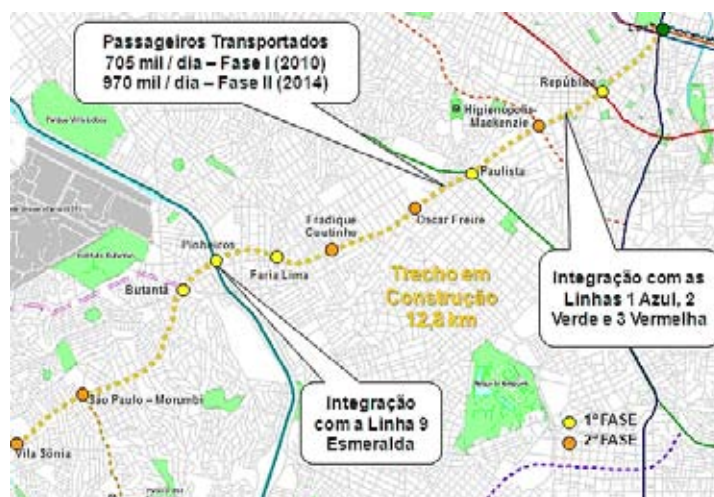 Passageiros Transportados
705 mil / dia – Fase I (2010)
970 mil / dia – Fase II (2014)
República
Higienópolis-
Mackenzie
Paulista
Oscar Freire
Fradique
Coutinho
Pinheiros
Faria Lima
Butantã
Trecho em
Construção
12,8 km
Integração com as
Linhas 1 Azul, 2
Verde e 3 Vermelha
Integração
com a Linha 9
Esmeralda
São Paulo – Morumbi
Vila Sônia
1ª FASE
2ª FASE